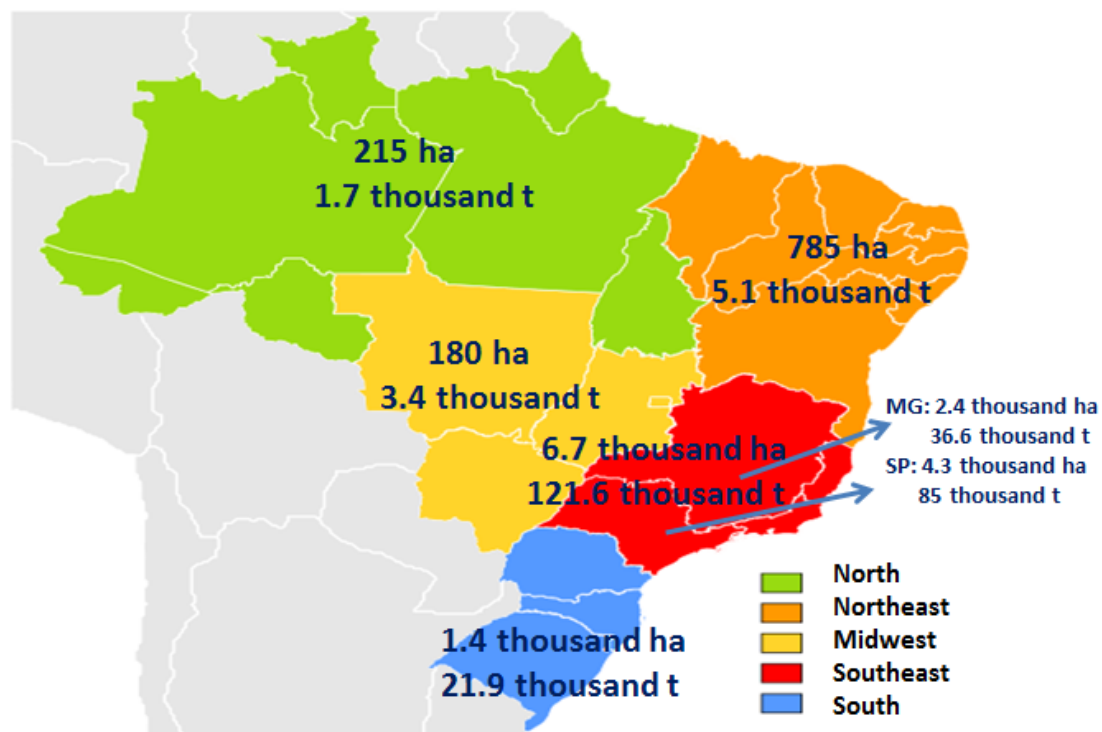 215 ha
1.7 thousand t
785 ha
5.1 thousand t
180 ha
3.4 thousand t
6.7 thousand ha
121.6 thousand t
MG: 2.4 thousand ha
36.6 thousand t
SP: 4.3 thousand ha
85 thousand t
1.4 thousand ha
21.9 thousand t
North
Northeast
Midwest
Southeast
South